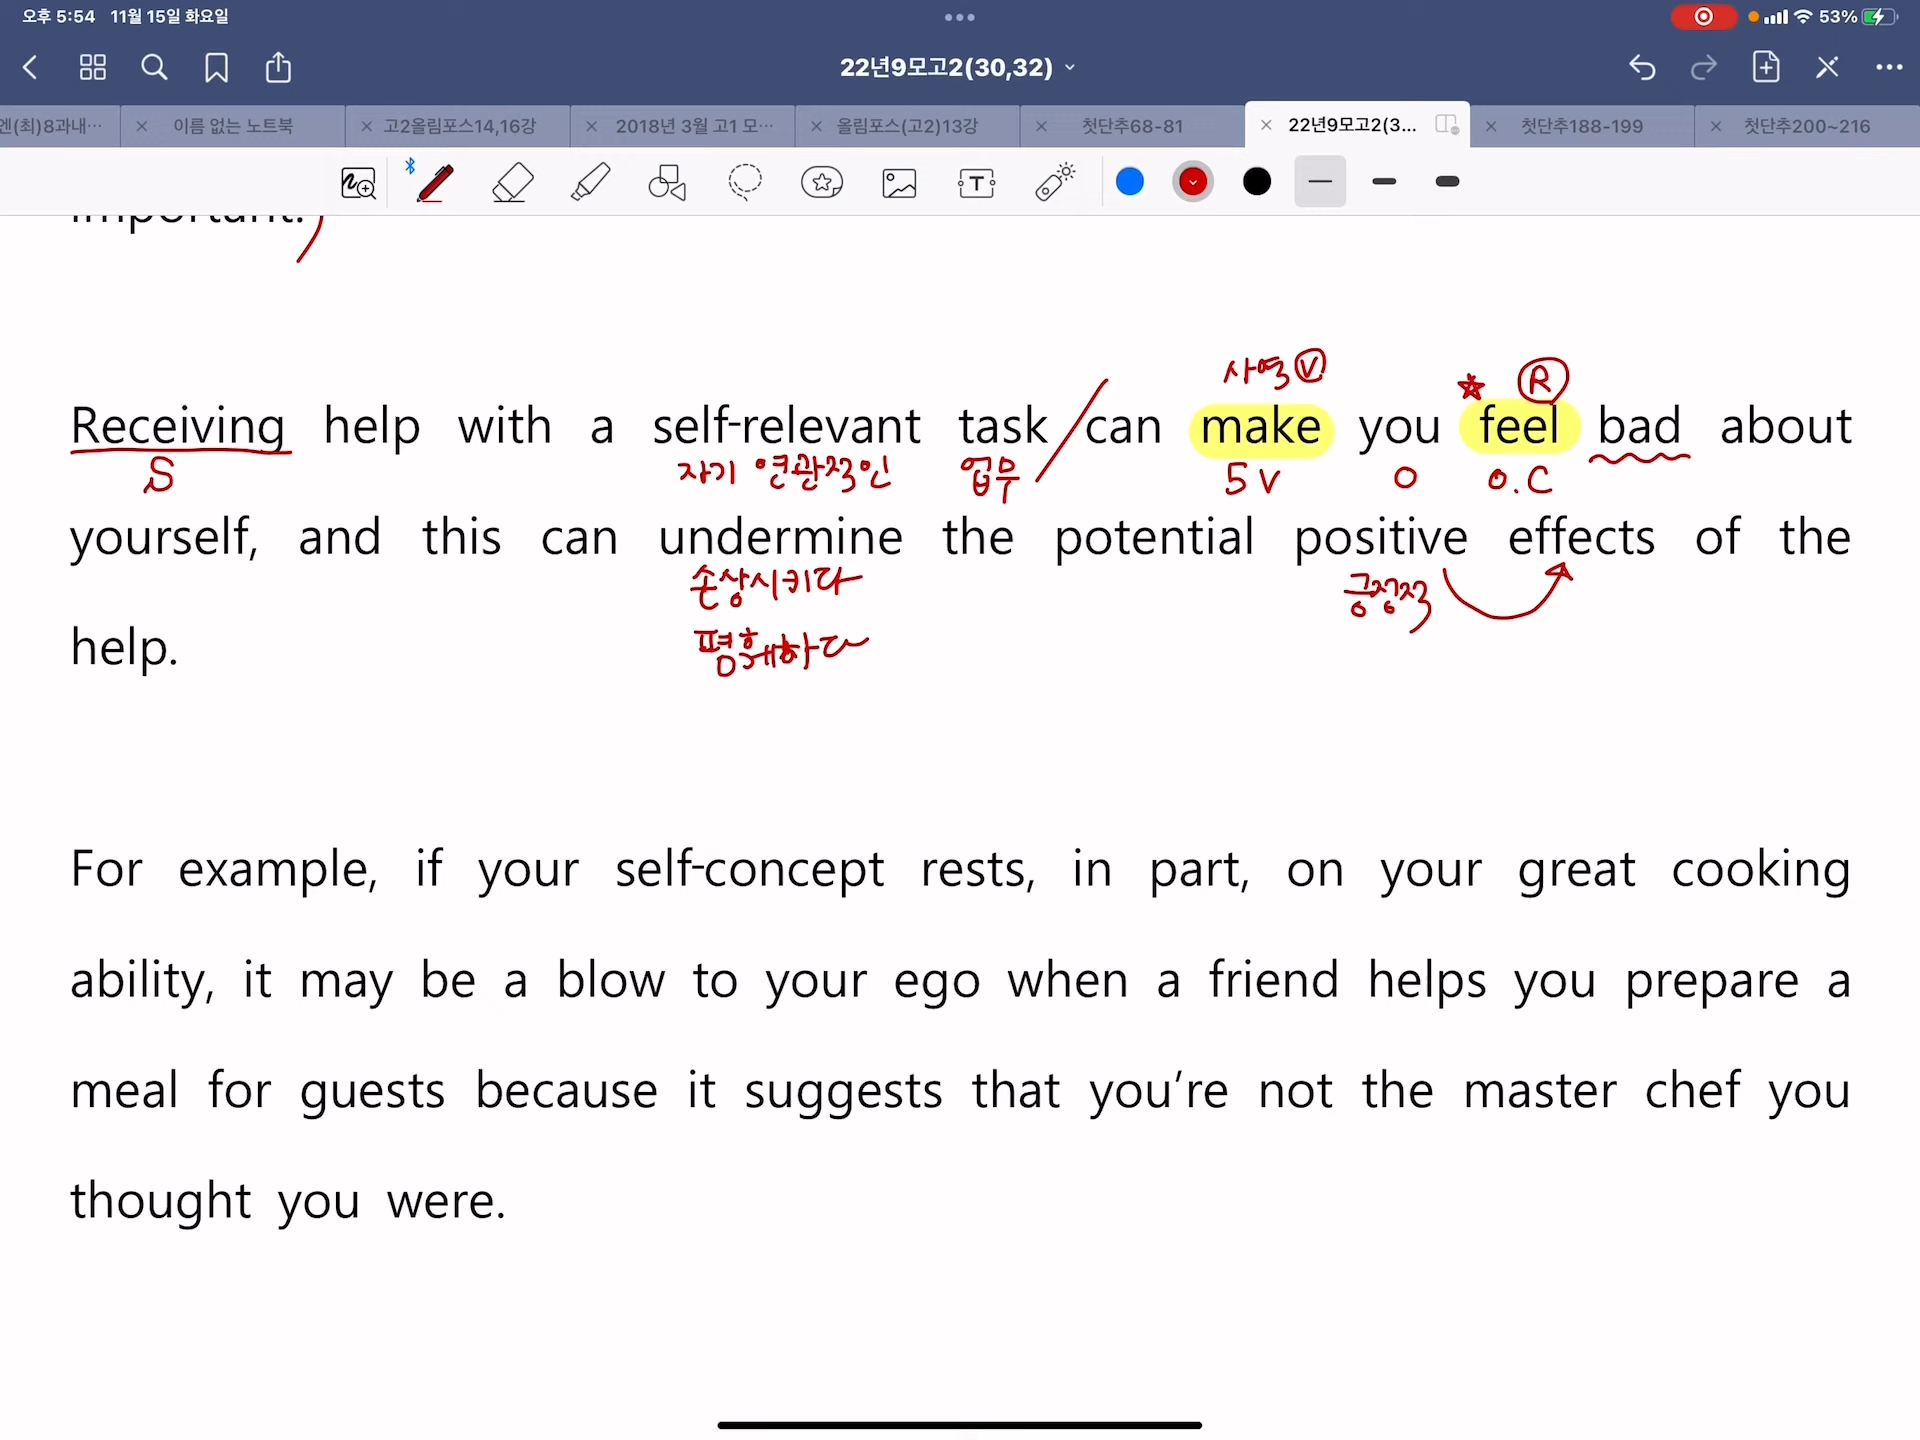 오후 5:54 11월 15일 화요일
53%
22년9모고2(30,32)
엔(최)8과내…
이름 없는 노트북
고2올림포스14,16강
2018년 3월 고1 모…
올림포스(고2)13강
첫단추68-81
22년9모고2(3...
첫단추188-199
첫단추200~216
important.
사역 V
R
Receiving help with a self-relevant task can make you feel bad about
S 자기 연관적인 업무 5 V O O.C
yourself, and this can undermine the potential positive effects of the
손상시키다 긍정적
help.
For example, if your self-concept rests, in part, on your great cooking
ability, it may be a blow to your ego when a friend helps you prepare a
meal for guests because it suggests that you’re not the master chef you
thought you were.